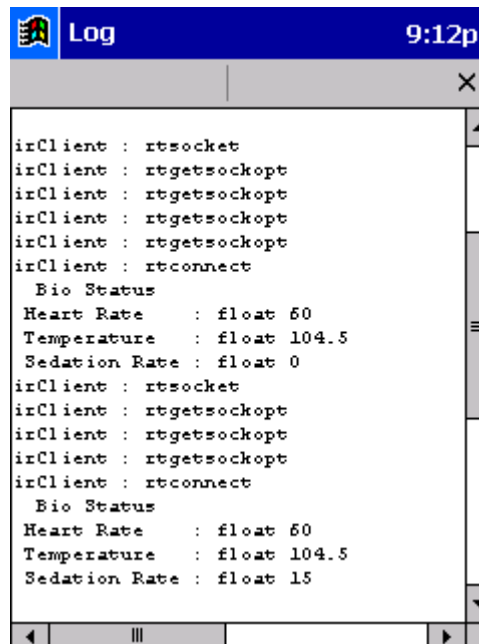 Log 9:12p
irClient : rtsocket
irClient : rtgetsockopt
irClient : rtgetsockopt
irClient : rtgetsockopt
irClient : rtgetsockopt
irClient : rtconnect
Bio Status
Heart Rate : float 60
Temperature : float 104.5
Sedation Rate : float 0
irClient : rtsocket
irClient : rtgetsockopt
irClient : rtgetsockopt
irClient : rtgetsockopt
irClient : rtconnect
Bio Status
Heart Rate : float 60
Temperature : float 104.5
Sedation Rate : float 15